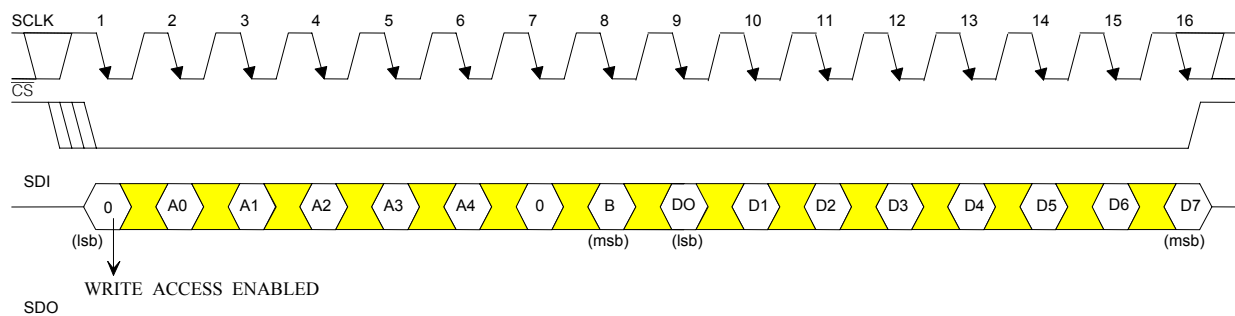 SCLK 1 2 3 4 5 6 7 8 9 10 11 12 13 14 15 16
CS
SDI
0 A0 A1 A2 A3 A4 0 B DO D1 D2 D3 D4 D5 D6 D7
(lsb) (msb) (lsb) (msb)
WRITE ACCESS ENABLED
SDO